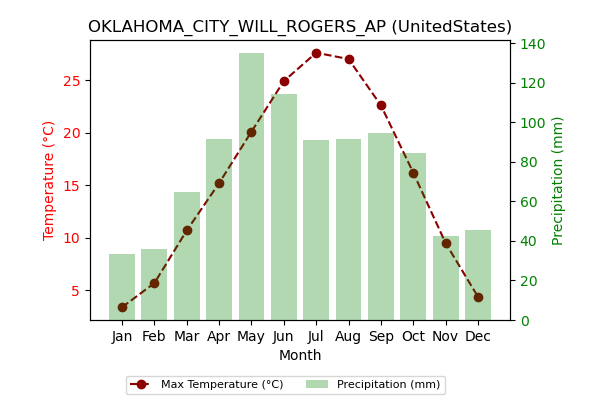 OKLAHOMA_CITY_WILL_ROGERS_AP (UnitedStates)
Temperature (°C)
25
20
15
10
5
140
120
100
80
60
40
20
0
Precipitation (mm)
Jan Feb Mar Apr May Jun Jul Aug Sep Oct Nov Dec
Month
Max Temperature (°C) Precipitation (mm)